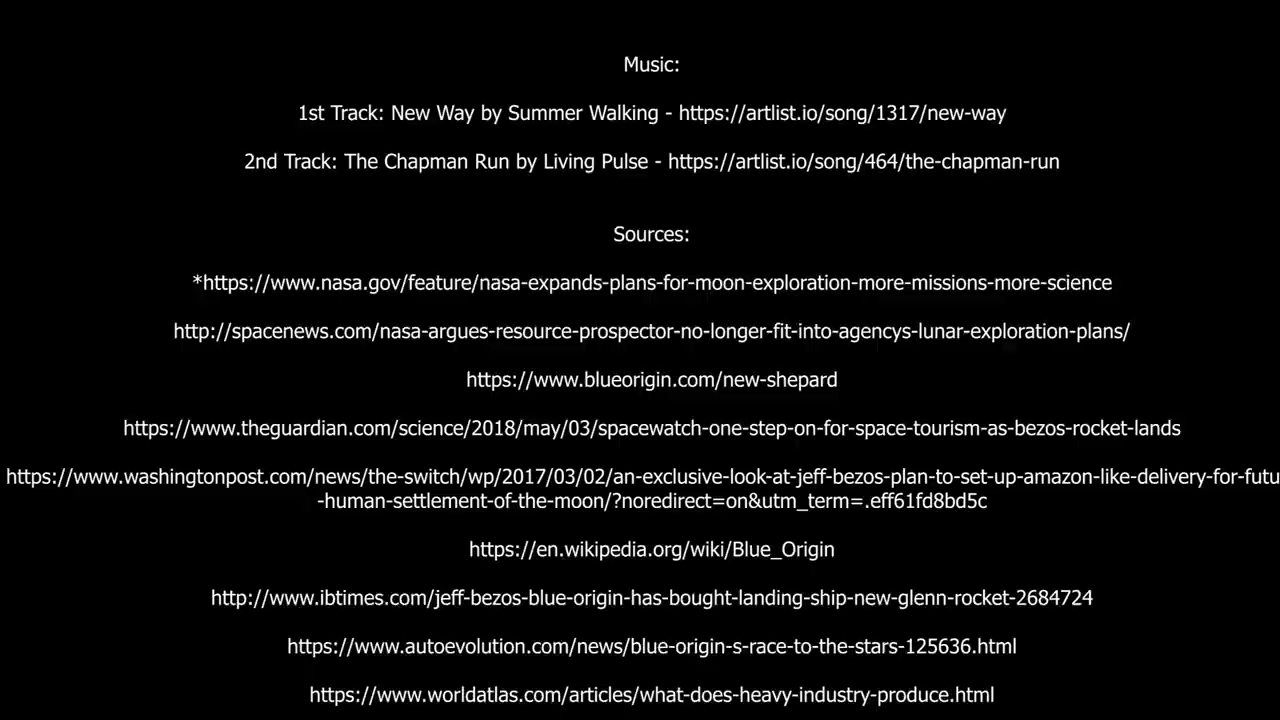 Music:
1st Track: New Way by Summer Walking - https://artlist.io/song/1317/new-way
2nd Track: The Chapman Run by Living Pulse - https://artlist.io/song/464/the-chapman-run
Sources:
*https://www.nasa.gov/feature/nasa-expands-plans-for-moon-exploration-more-missions-more-science
http://spacenews.com/nasa-argues-resource-prospector-no-longer-fit-into-agencys-lunar-exploration-plans/
https://www.blueorigin.com/new-shepard
https://www.theguardian.com/science/2018/may/03/spacewatch-one-step-on-for-space-tourism-as-bezos-rocket-lands
https://www.washingtonpost.com/news/the-switch/wp/2017/03/02/an-exclusive-look-at-jeff-bezos-plan-to-set-up-amazon-like-delivery-for-futu
-human-settlement-of-the-moon/?noredirect=on&utm_term=.eff61fd8bd5c
https://en.wikipedia.org/wiki/Blue_Origin
http://www.ibtimes.com/jeff-bezos-blue-origin-has-bought-landing-ship-new-glenn-rocket-2684724
https://www.autoevolution.com/news/blue-origin-s-race-to-the-stars-125636.html
https://www.worldatlas.com/articles/what-does-heavy-industry-produce.html